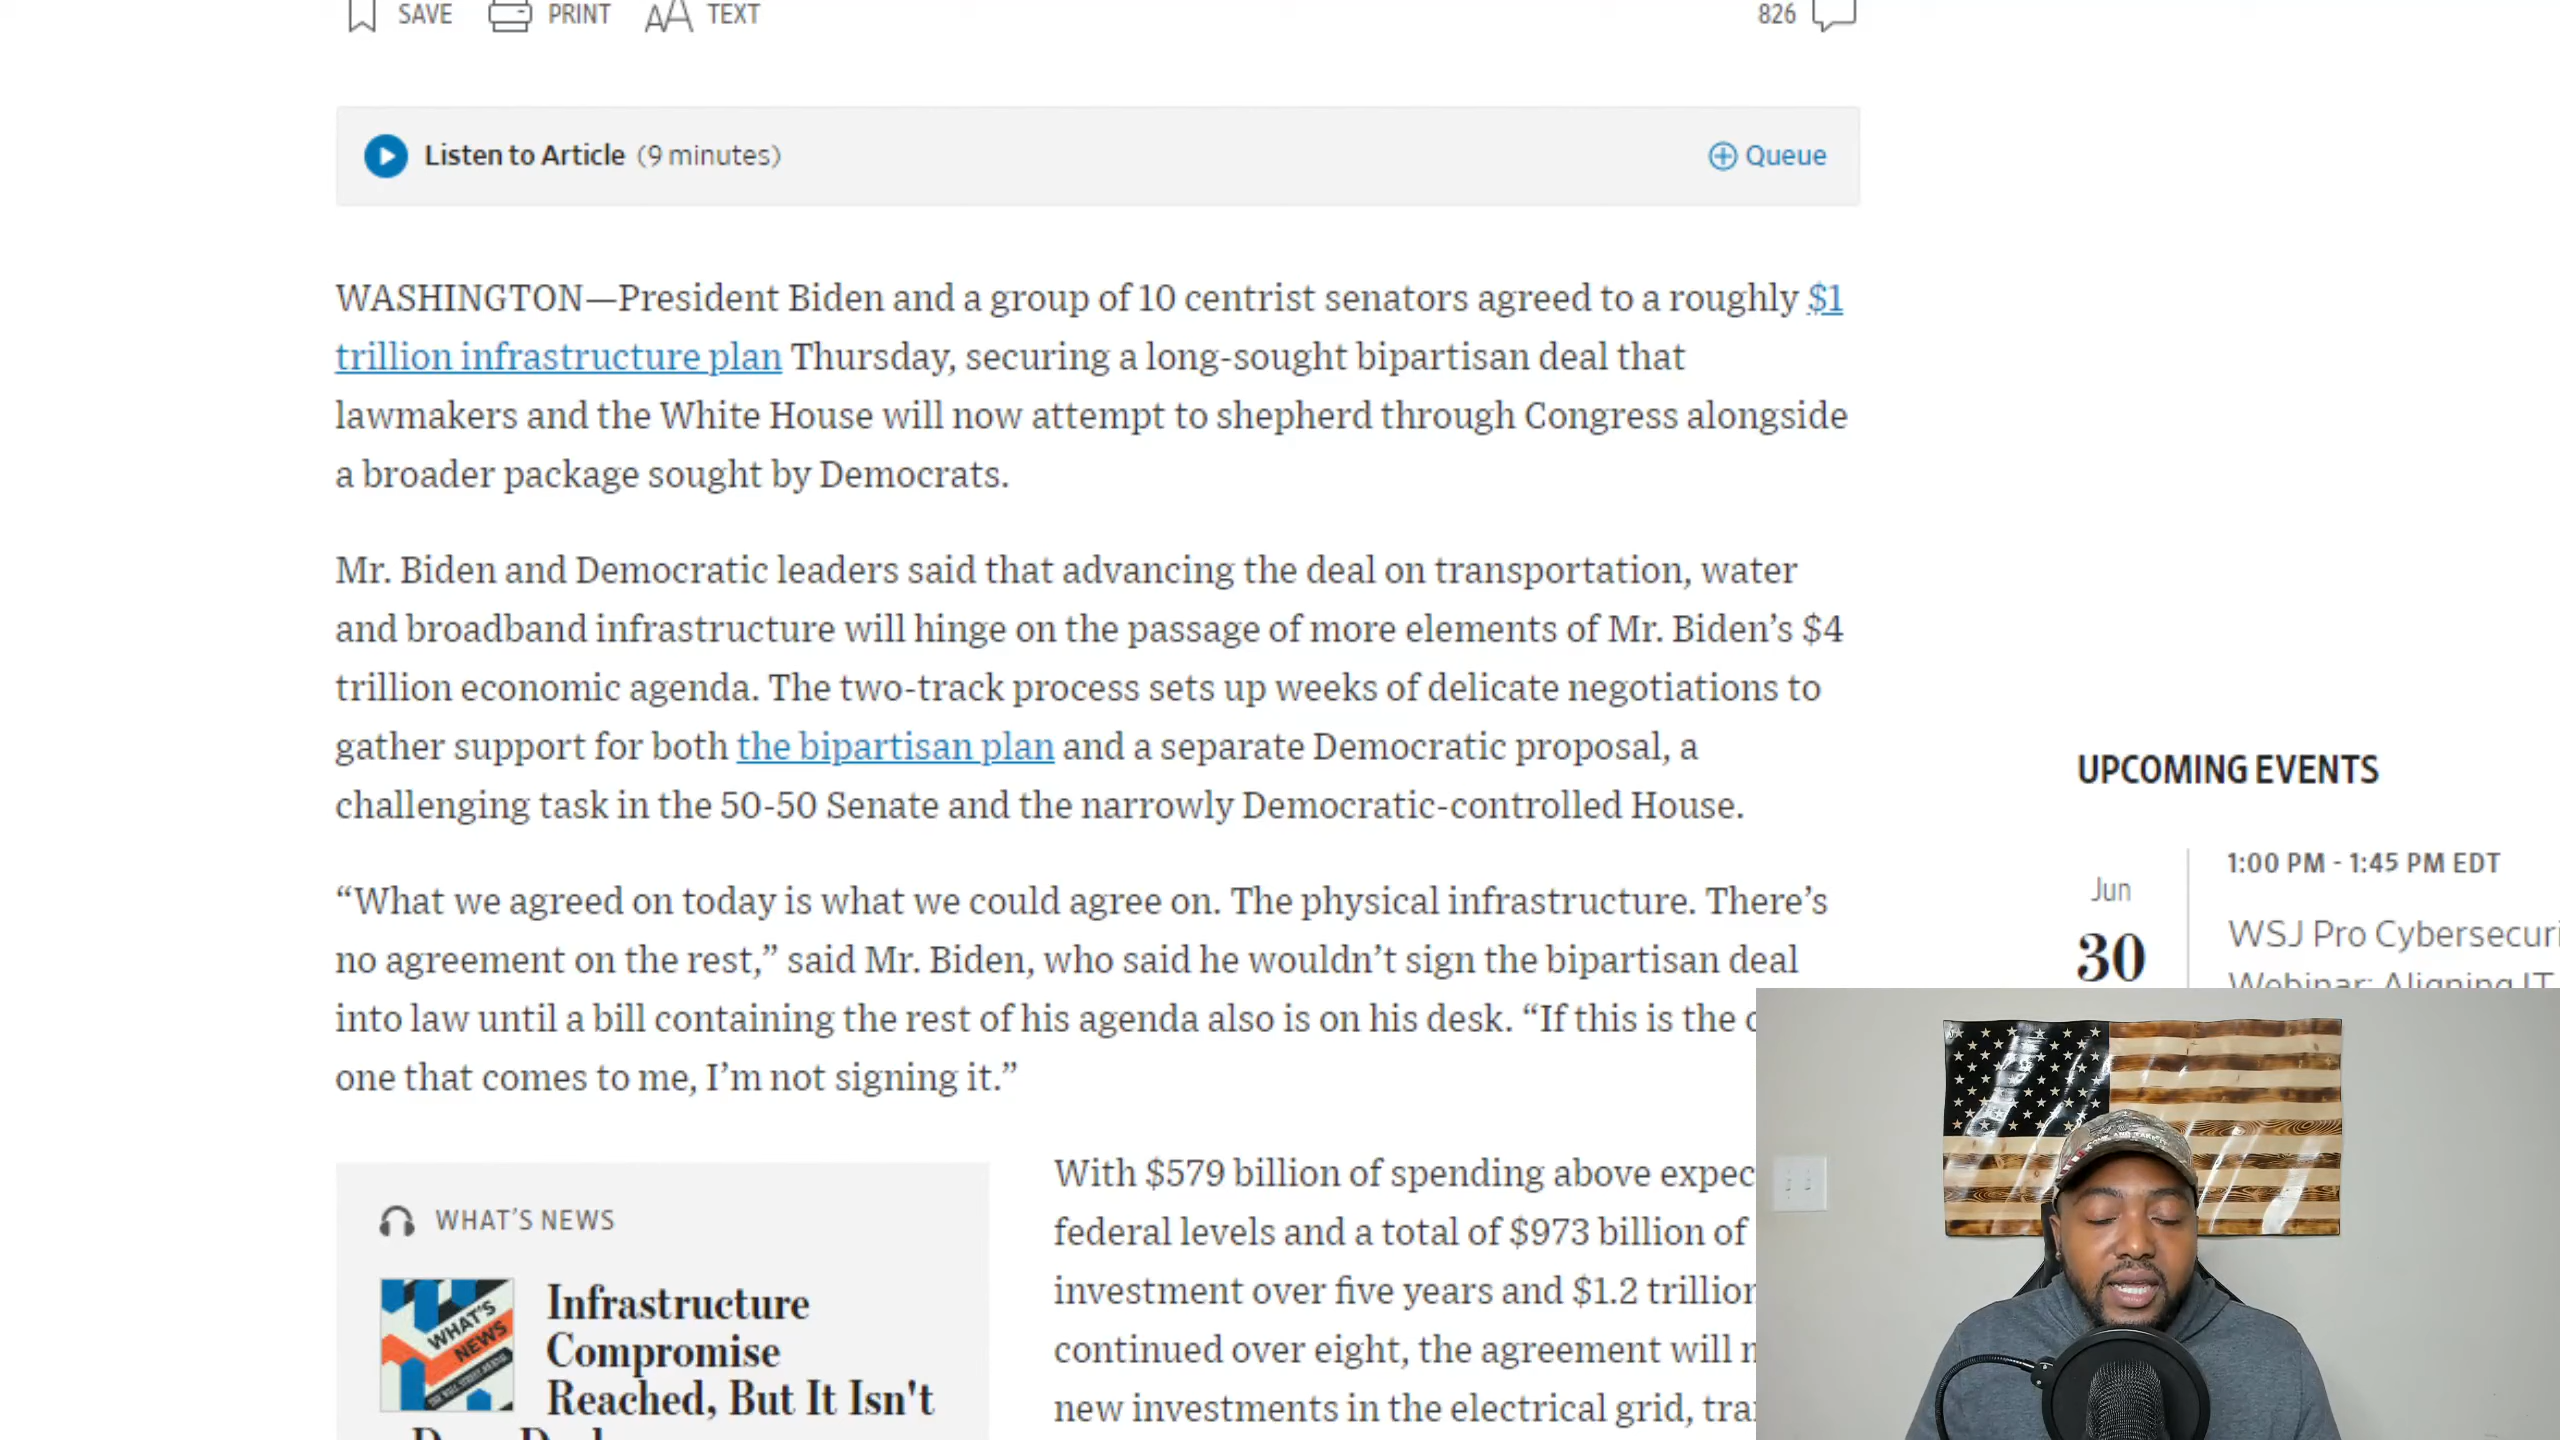 SAVE PRINT TEXT 826
Listen to Article (9 minutes) Queue
WASHINGTON—President Biden and a group of 10 centrist senators agreed to a roughly $1
trillion infrastructure plan Thursday, securing a long-sought bipartisan deal that
lawmakers and the White House will now attempt to shepherd through Congress alongside
a broader package sought by Democrats.
Mr. Biden and Democratic leaders said that advancing the deal on transportation, water
and broadband infrastructure will hinge on the passage of more elements of Mr. Biden’s $4
trillion economic agenda. The two-track process sets up weeks of delicate negotiations to
gather support for both the bipartisan plan and a separate Democratic proposal, a
challenging task in the 50-50 Senate and the narrowly Democratic-controlled House.
“What we agreed on today is what we could agree on. The physical infrastructure. There’s
no agreement on the rest,” said Mr. Biden, who said he wouldn’t sign the bipartisan deal
into law until a bill containing the rest of his agenda also is on his desk. “If this is the
one that comes to me, I’m not signing it.”
WHAT’S NEWS
WHAT'S
NEWS
Infrastructure
Compromise
Reached, But It Isn't
With $579 billion of spending above
federal levels and a total of $973 billion of
investment over five years and $1.2 trillion
continued over eight, the agreement will
new investments in the electrical grid,
UPCOMING EVENTS
Jun
30
1:00 PM - 1:45 PM EDT
WSJ Pro
Webinar: Aligning IT
COME AND TAKE IT